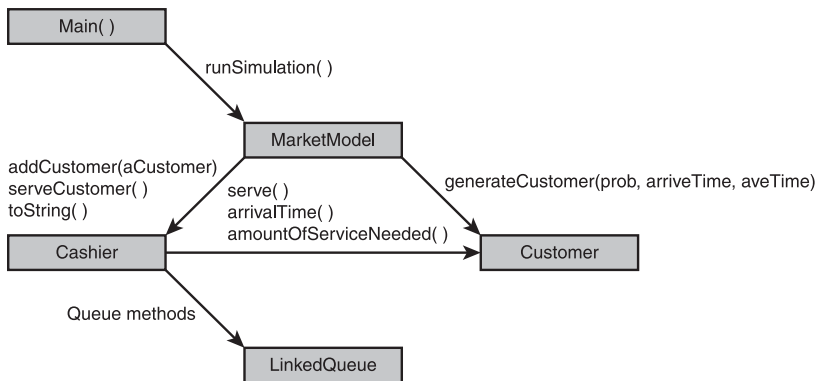 Main( )
runSimulation( )
MarketModel
addCustomer(aCustomer)
serveCustomer( )
toString( )
serve( )
arrivalTime( )
amountOfServiceNeeded( )
generateCustomer(prob, arriveTime, aveTime)
Cashier
Customer
Queue methods
LinkedQueue